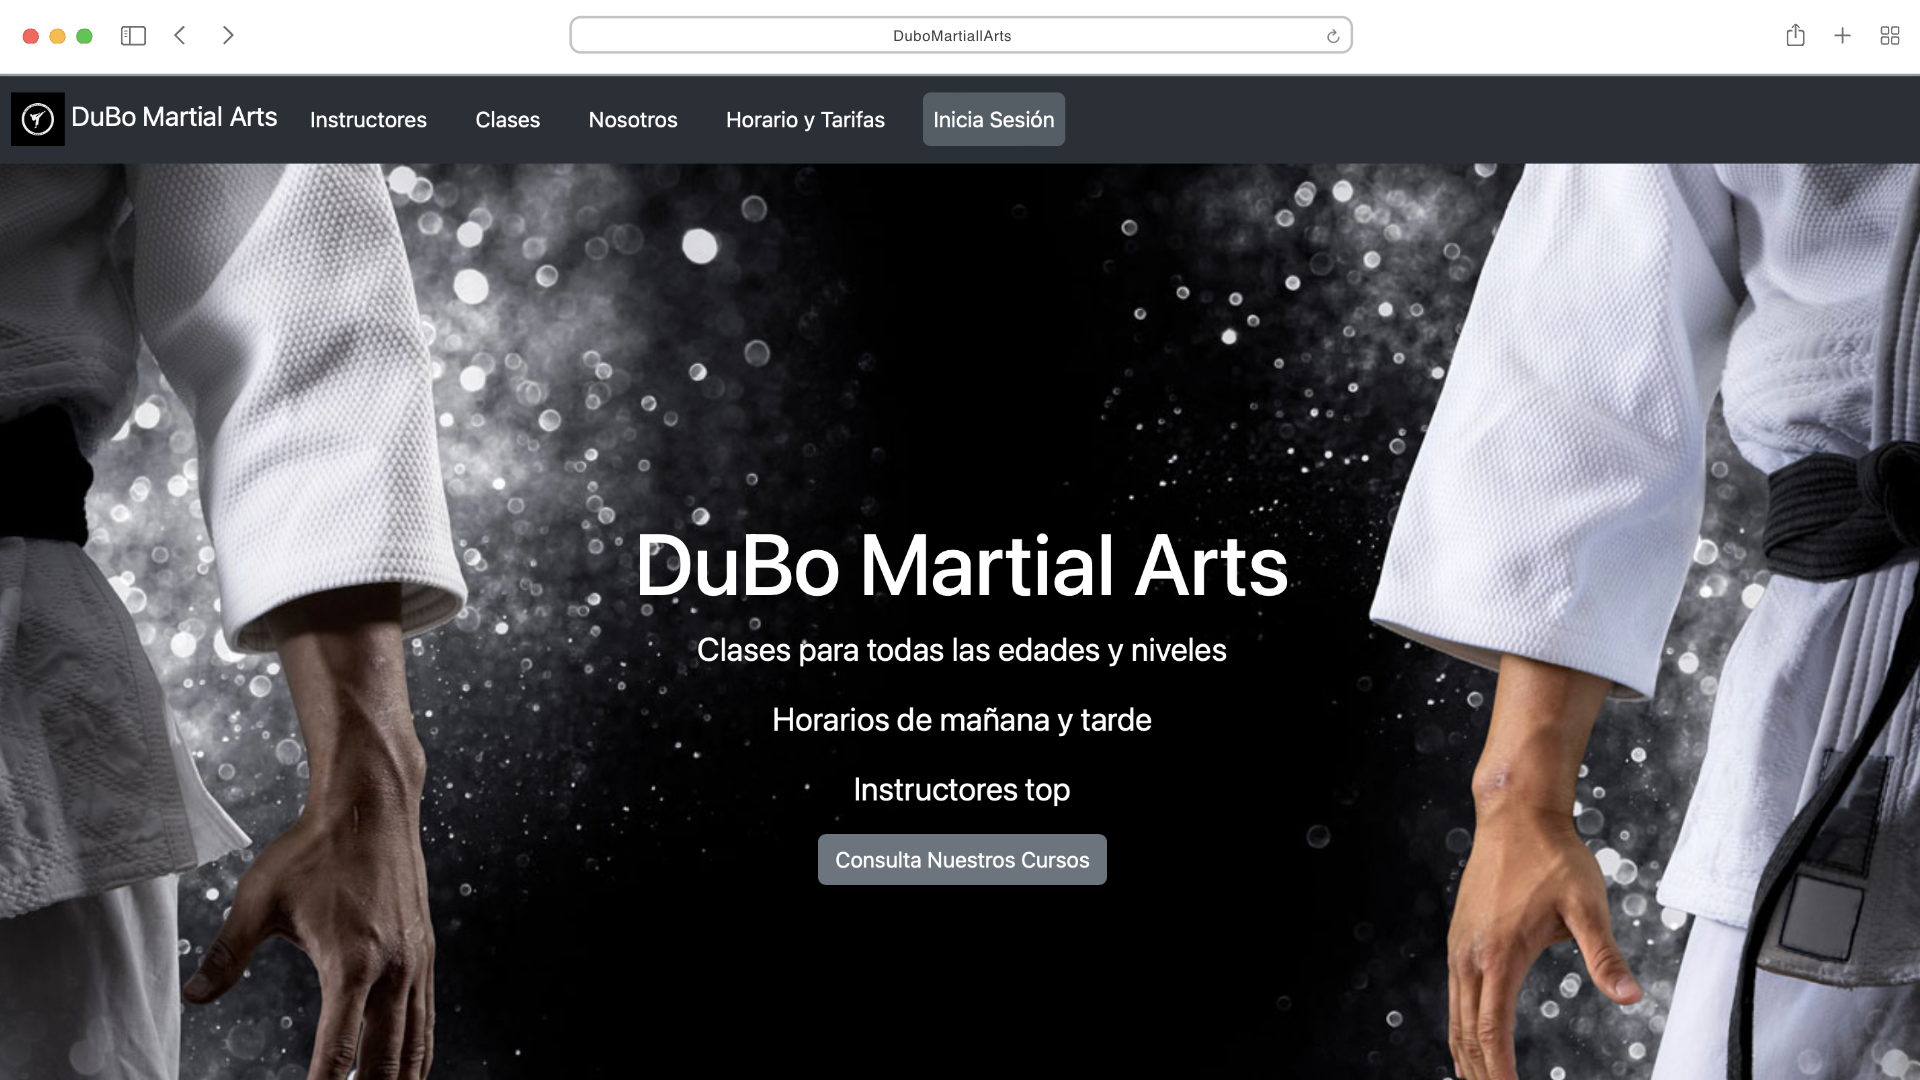 DuboMartiallArts
DuBo Martial Arts
Instructores
Clases
Nosotros
Horario y Tarifas
Inicia Sesión
DuBo Martial Arts
Clases para todas las edades y niveles
Horarios de mañana y tarde
Instructores top
Consulta Nuestros Cursos